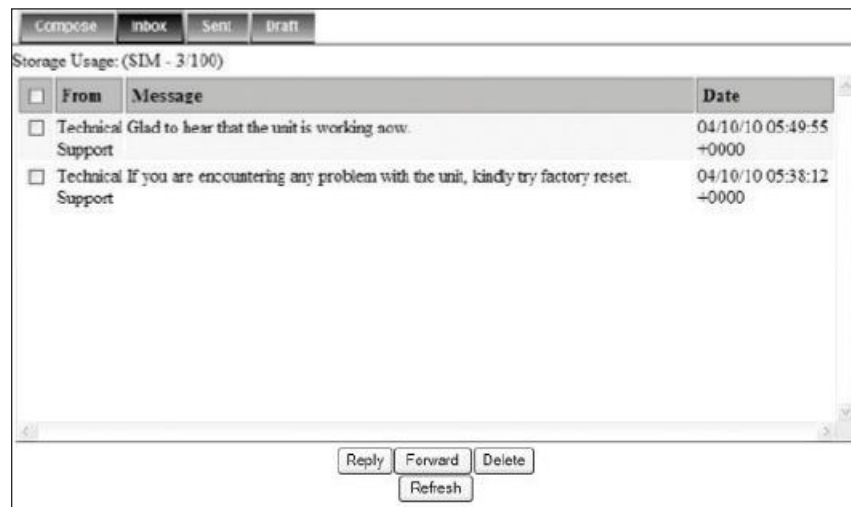 Compose Inbox Sent Draft
Storage Usage: (SIM - 3/100)
From Message Date
Technical Glad to hear that the unit is working now. 04/10/10 05:49:55
Support +0000
Technical If you are encountering any problem with the unit, kindly try factory reset. 04/10/10 05:38:12
Support +0000
Reply Forward Delete
Refresh